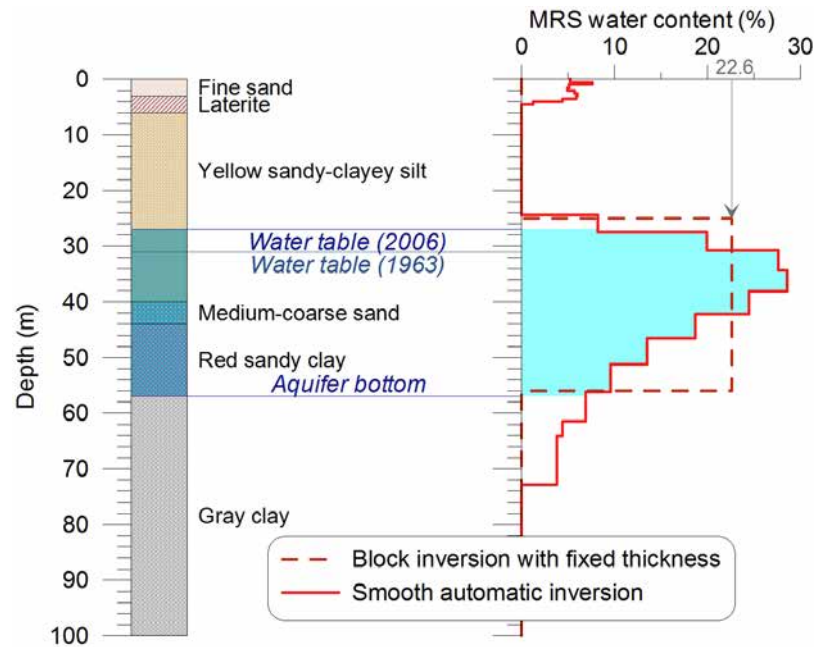 MRS water content (%)
0 10 20 30
22.6
0
Fine sand
Laterite
10
Yellow sandy-clayey silt
20
Water table (2006)
30
Water table (1963)
40
Medium-coarse sand
Depth (m)
50
Red sandy clay
Aquifer bottom
60
70
Gray clay
80
Block inversion with fixed thickness
Smooth automatic inversion
90
100